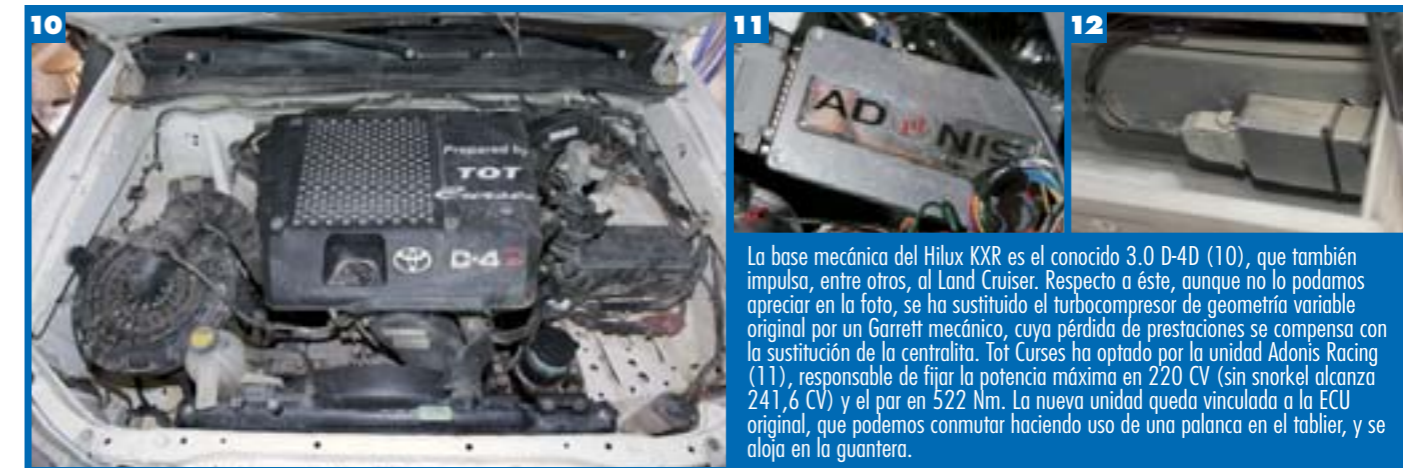 10
Prepared by
TOT
D-4D
11
ADONIS
12
La base mecánica del Hilux KXR es el conocido 3.0 D-4D (10), que también
impulsa, entre otros, al Land Cruiser. Respecto a éste, aunque no lo podamos
apreciar en la foto, se ha sustituido el turbocompresor de geometría variable
original por un Garrett mecánico, cuya pérdida de prestaciones se compensa con
la sustitución de la centralita. Tot Curses ha optado por la unidad Adonis Racing
(11), responsable de fijar la potencia máxima en 220 CV (sin snorkel alcanza
241,6 CV) y el par en 522 Nm. La nueva unidad queda vinculada a la ECU
original, que podemos conmutar haciendo uso de una palanca en el tablier, y se
aloja en la guantera.